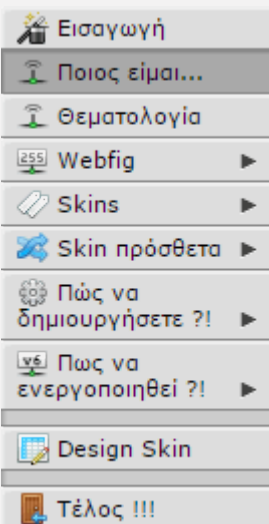 Εισαγωγή
Ποιος είμαι...
Θεματολογία
255 Webfig
Skins
Skin πρόσθετα
Πώς να
δημιουργήσετε ?!
v6 Πως να
ενεργοποιηθεί ?!
Design Skin
Τέλος !!!